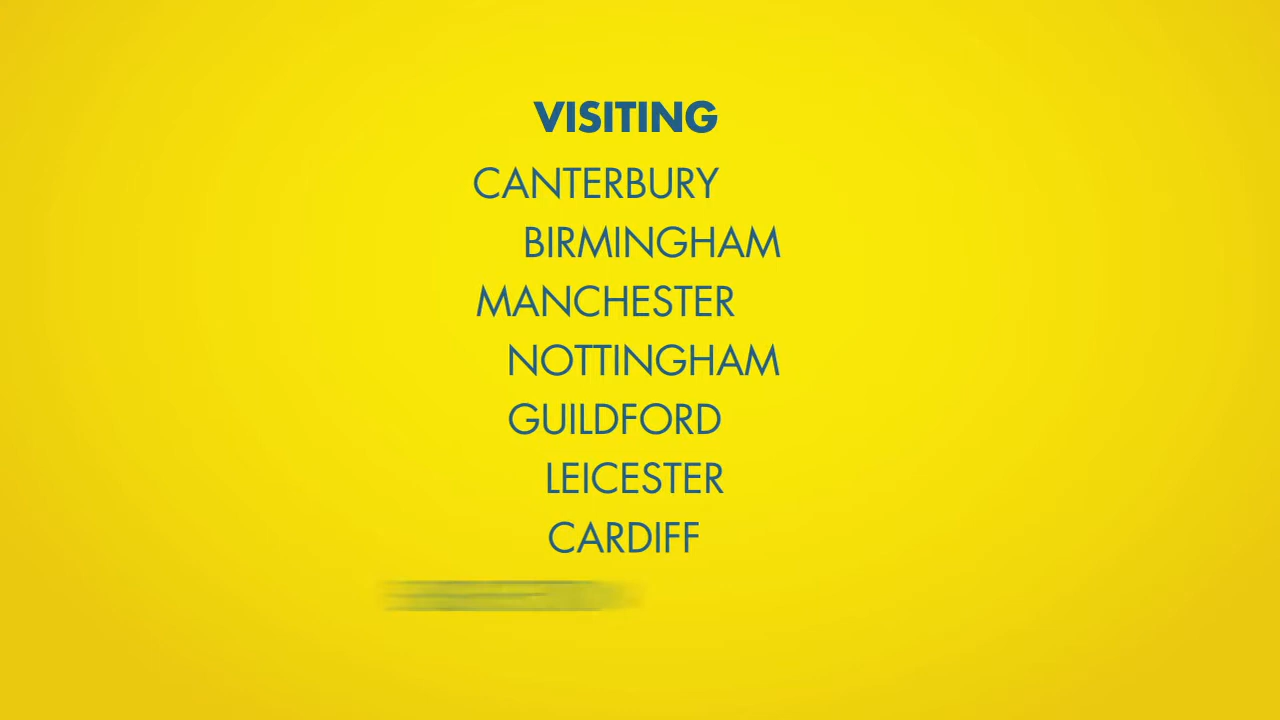 VISITING
CANTERBURY
BIRMINGHAM
MANCHESTER
NOTTINGHAM
GUILDFORD
LEICESTER
CARDIFF